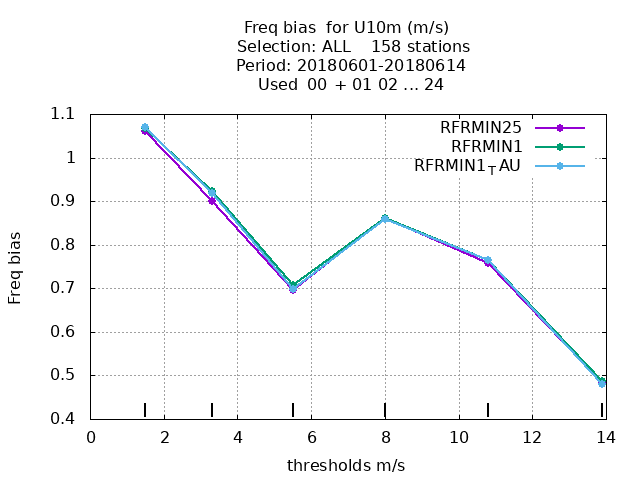 Freq bias  for U10m (m/s)
Selection: ALL    158 stations
Period: 20180601-20180614
Used  00  + 01 02 ... 24
RFRMIN25
RFRMIN1
RFRMIN1TAU
Freq bias
1.1
1
0.9
0.8
0.7
0.6
0.5
0.4
0 2 4 6 8 10 12 14
thresholds m/s